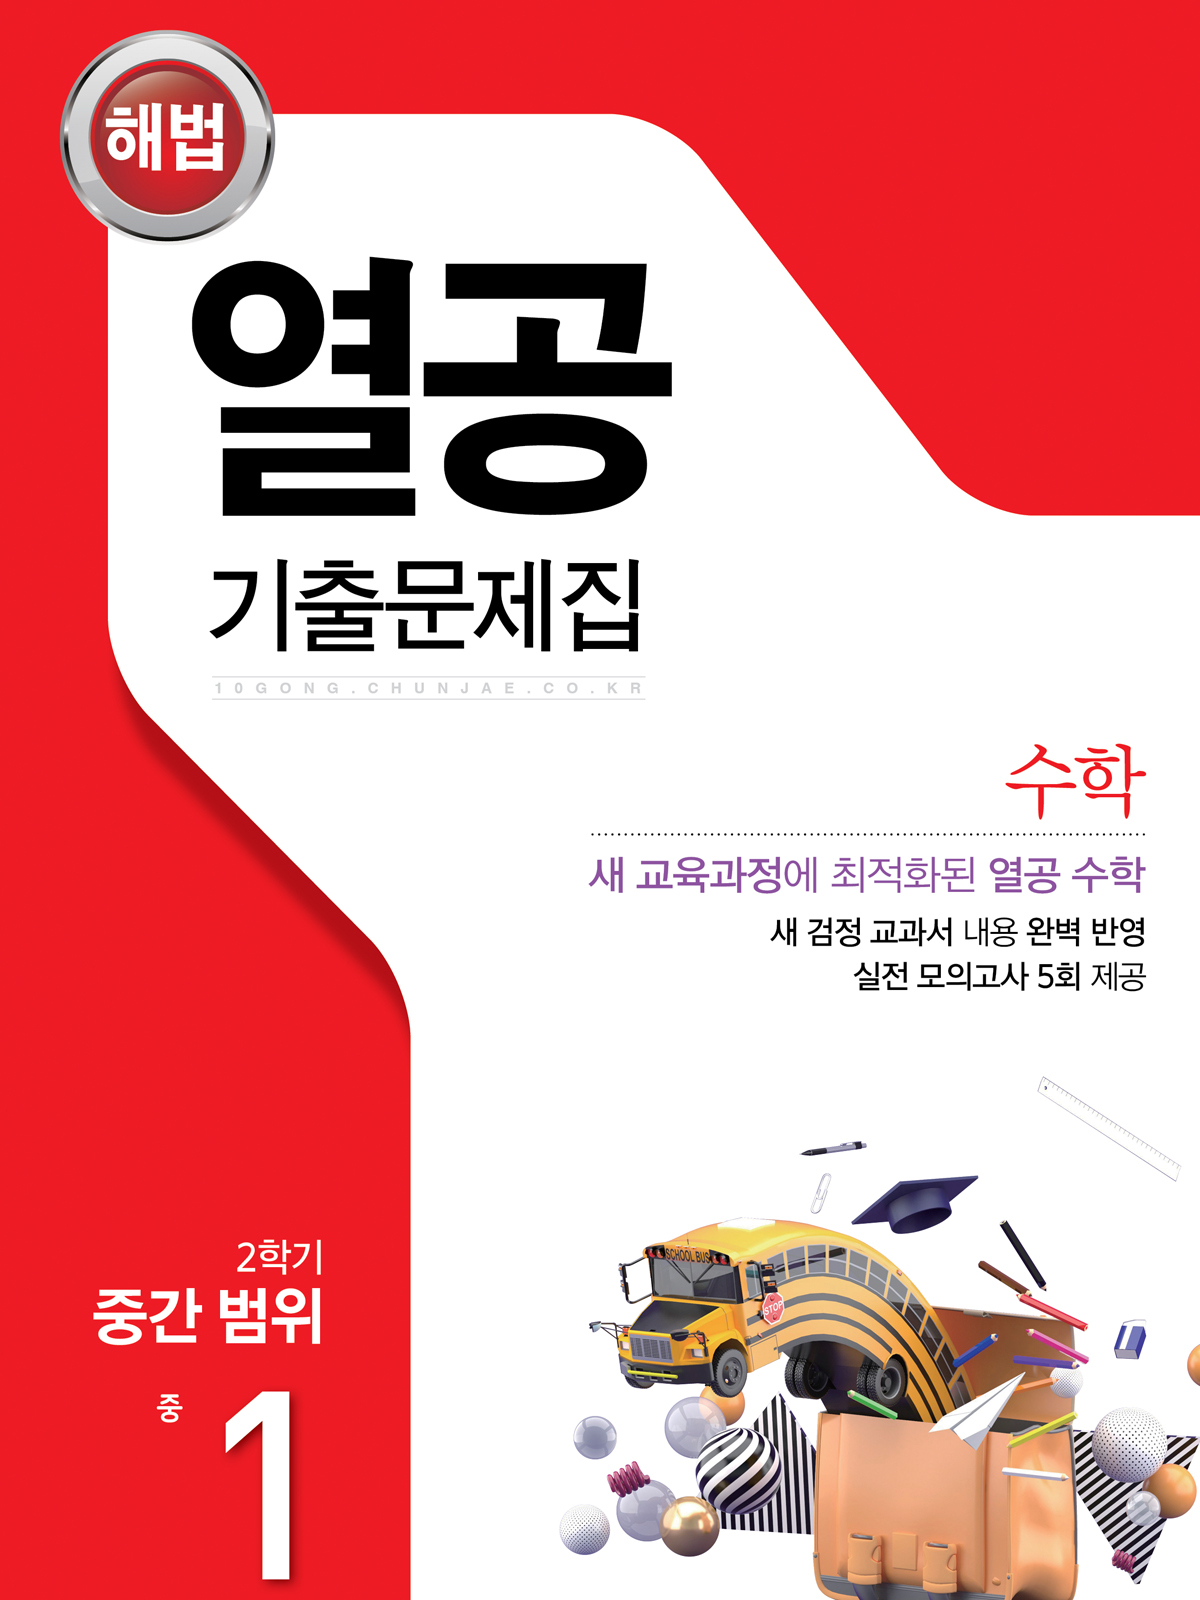 해법
열공
기출문제집
10GONG.CHUNJAE.CO.KR
수학
새 교육과정에 최적화된 열공 수학
새 검정 교과서 내용 완벽 반영
실전 모의고사 5회 제공
SCHOOL BUS
STOP
2학기
중간 범위
중 1